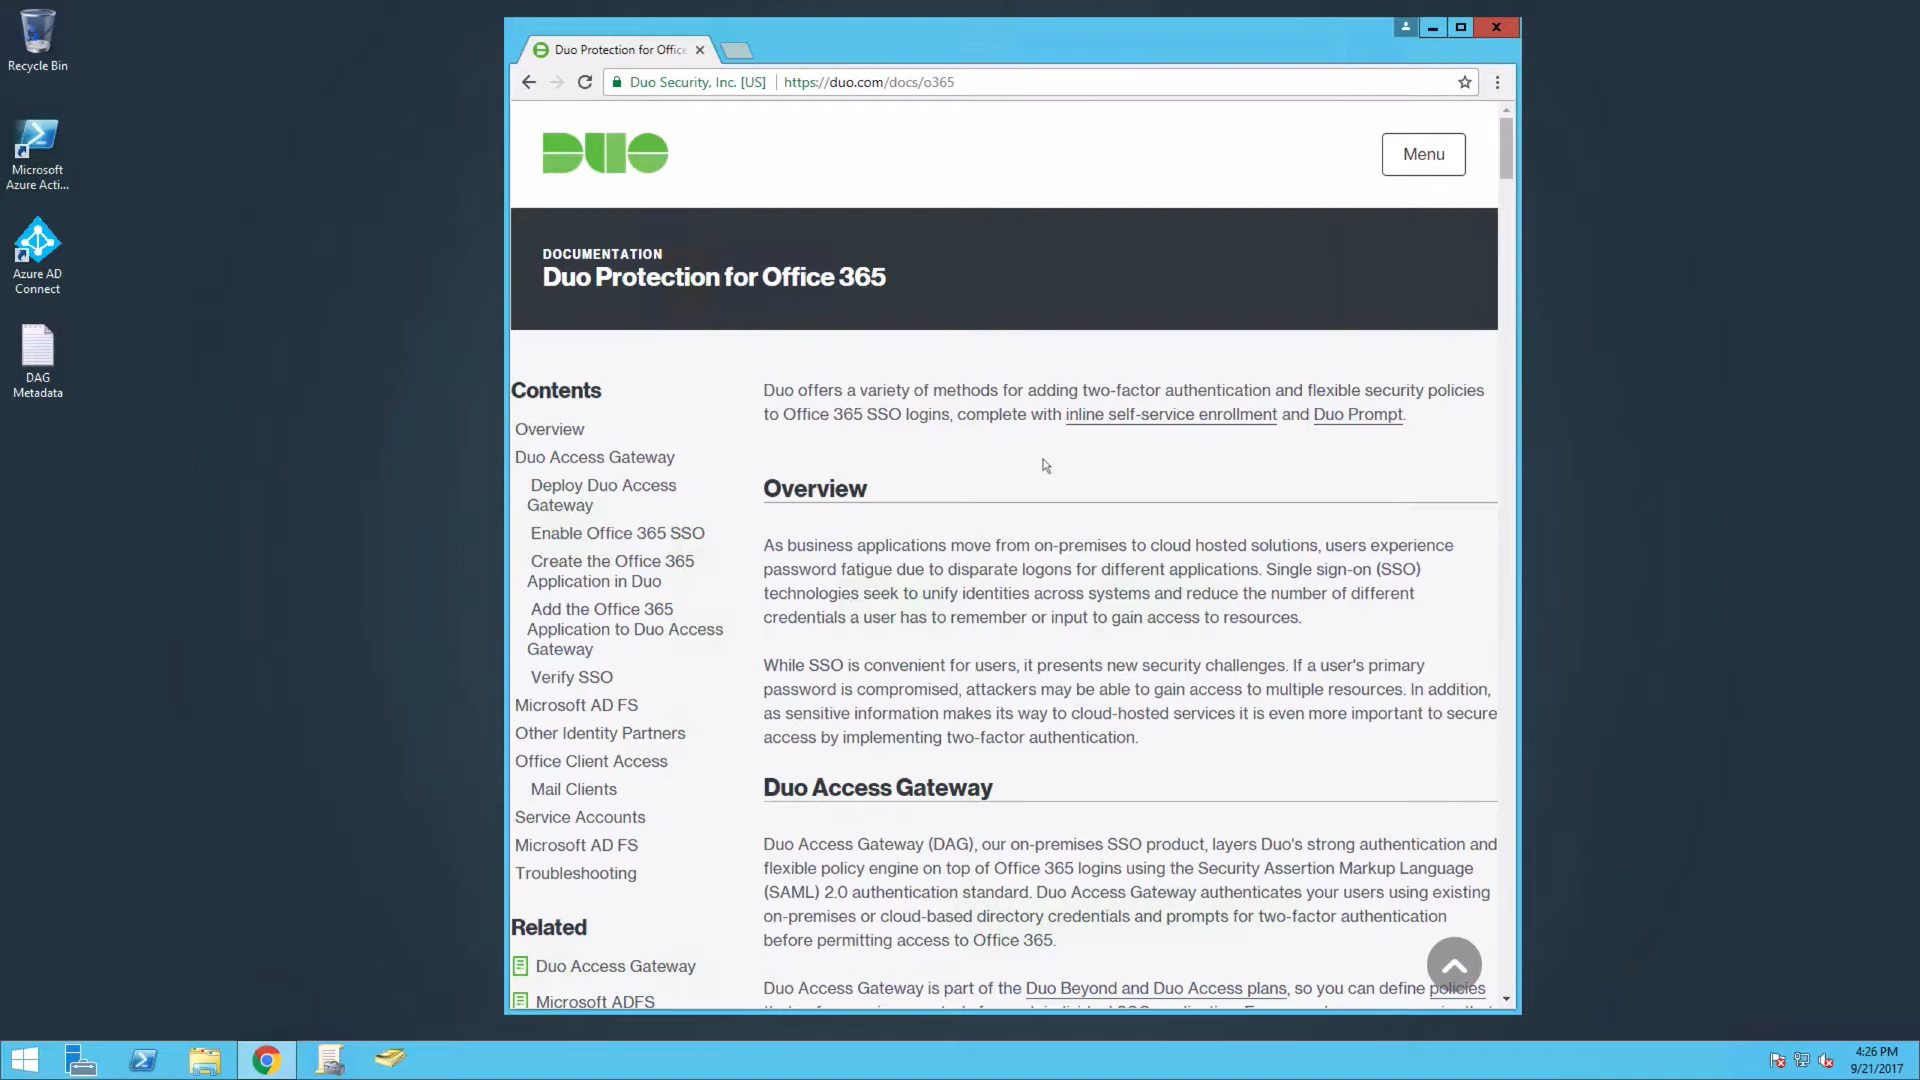 Recycle Bin
Microsoft
Azure Acti...
Azure AD
Connect
DAG
Metadata
Duo Protection for Office
Duo Security, Inc. [US]
https://duo.com/docs/o365
DUO
Menu
DOCUMENTATION
Duo Protection for Office 365
Contents
Overview
Duo Access Gateway
Deploy Duo Access
Gateway
Enable Office 365 SSO
Create the Office 365
Application in Duo
Add the Office 365
Application to Duo Access
Gateway
Verify SSO
Microsoft AD FS
Other Identity Partners
Office Client Access
Mail Clients
Service Accounts
Microsoft AD FS
Troubleshooting
Related
Duo Access Gateway
Microsoft ADFS
Duo offers a variety of methods for adding two-factor authentication and flexible security policies
to Office 365 SSO logins, complete with inline self-service enrollment and Duo Prompt.
Overview
As business applications move from on-premises to cloud hosted solutions, users experience
password fatigue due to disparate logons for different applications. Single sign-on (SSO)
technologies seek to unify identities across systems and reduce the number of different
credentials a user has to remember or input to gain access to resources.
While SSO is convenient for users, it presents new security challenges. If a user's primary
password is compromised, attackers may be able to gain access to multiple resources. In addition,
as sensitive information makes its way to cloud-hosted services it is even more important to secure
access by implementing two-factor authentication.
Duo Access Gateway
Duo Access Gateway (DAG), our on-premises SSO product, layers Duo's strong authentication and
flexible policy engine on top of Office 365 logins using the Security Assertion Markup Language
(SAML) 2.0 authentication standard. Duo Access Gateway authenticates your users using existing
on-premises or cloud-based directory credentials and prompts for two-factor authentication
before permitting access to Office 365.
Duo Access Gateway is part of the Duo Beyond and Duo Access plans, so you can define policies
4:26 PM
9/21/2017